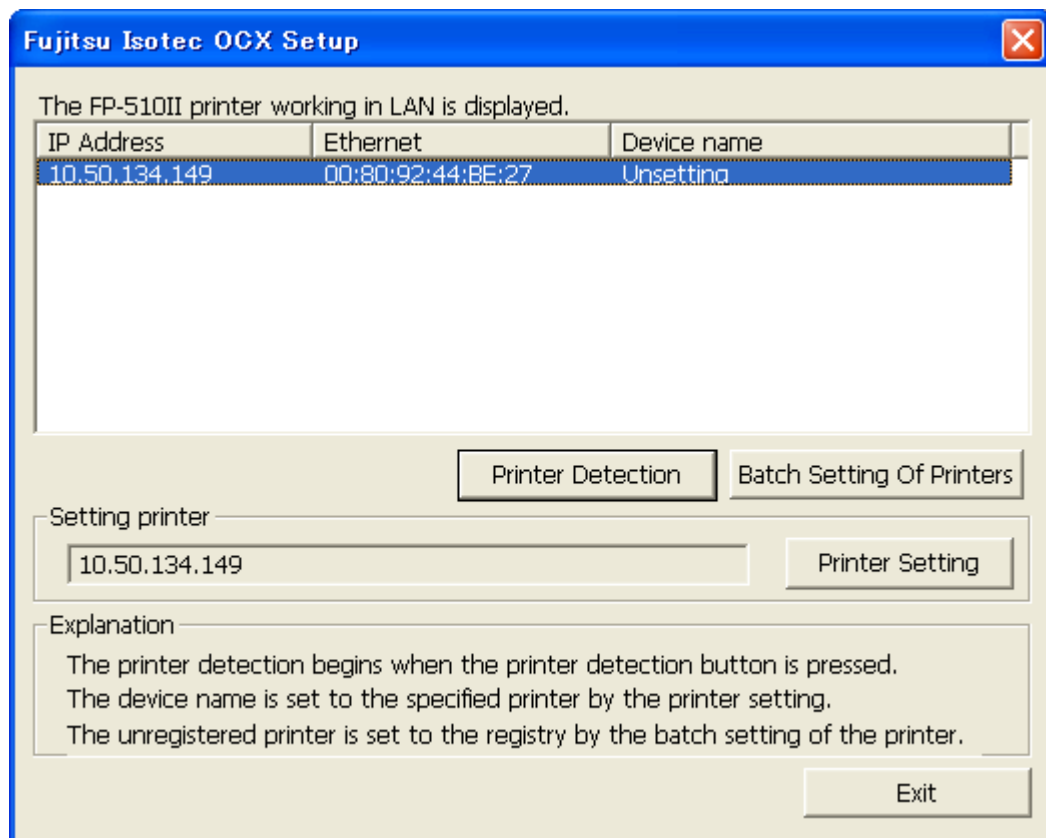 Fujitsu Isotec OCX Setup
The FP-510II printer working in LAN is displayed.
IP Address Ethernet Device name
10.50.134.149 00:80:92:44:BE:27 Unsetting
Printer Detection Batch Setting Of Printers
Setting printer
10.50.134.149 Printer Setting
Explanation
The printer detection begins when the printer detection button is pressed.
The device name is set to the specified printer by the printer setting.
The unregistered printer is set to the registry by the batch setting of the printer.
Exit